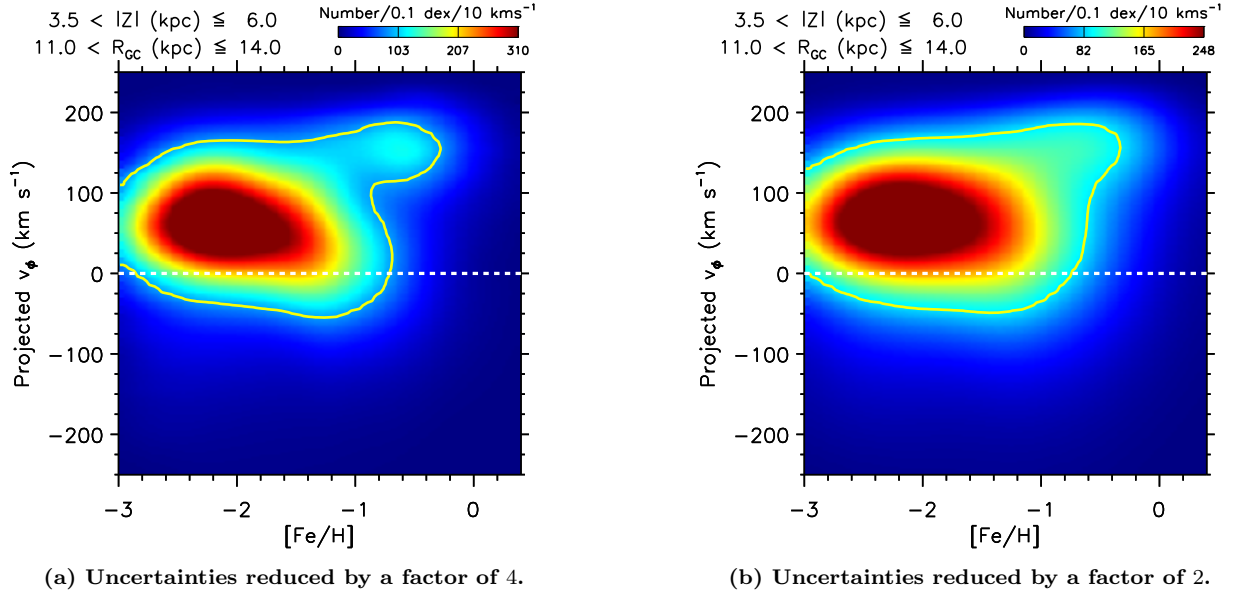 3.5 < |Z| (kpc) ≦ 6.0
11.0 < R_GC (kpc) ≦ 14.0
Number/0.1 dex/10 kms⁻¹
0 103 207 310
Projected v_ϕ (km s⁻¹)
200
100
0
−100
−200
−3 −2 −1 0
[Fe/H]
(a) Uncertainties reduced by a factor of 4.
3.5 < |Z| (kpc) ≦ 6.0
11.0 < R_GC (kpc) ≦ 14.0
Number/0.1 dex/10 kms⁻¹
0 82 165 248
Projected v_ϕ (km s⁻¹)
200
100
0
−100
−200
−3 −2 −1 0
[Fe/H]
(b) Uncertainties reduced by a factor of 2.